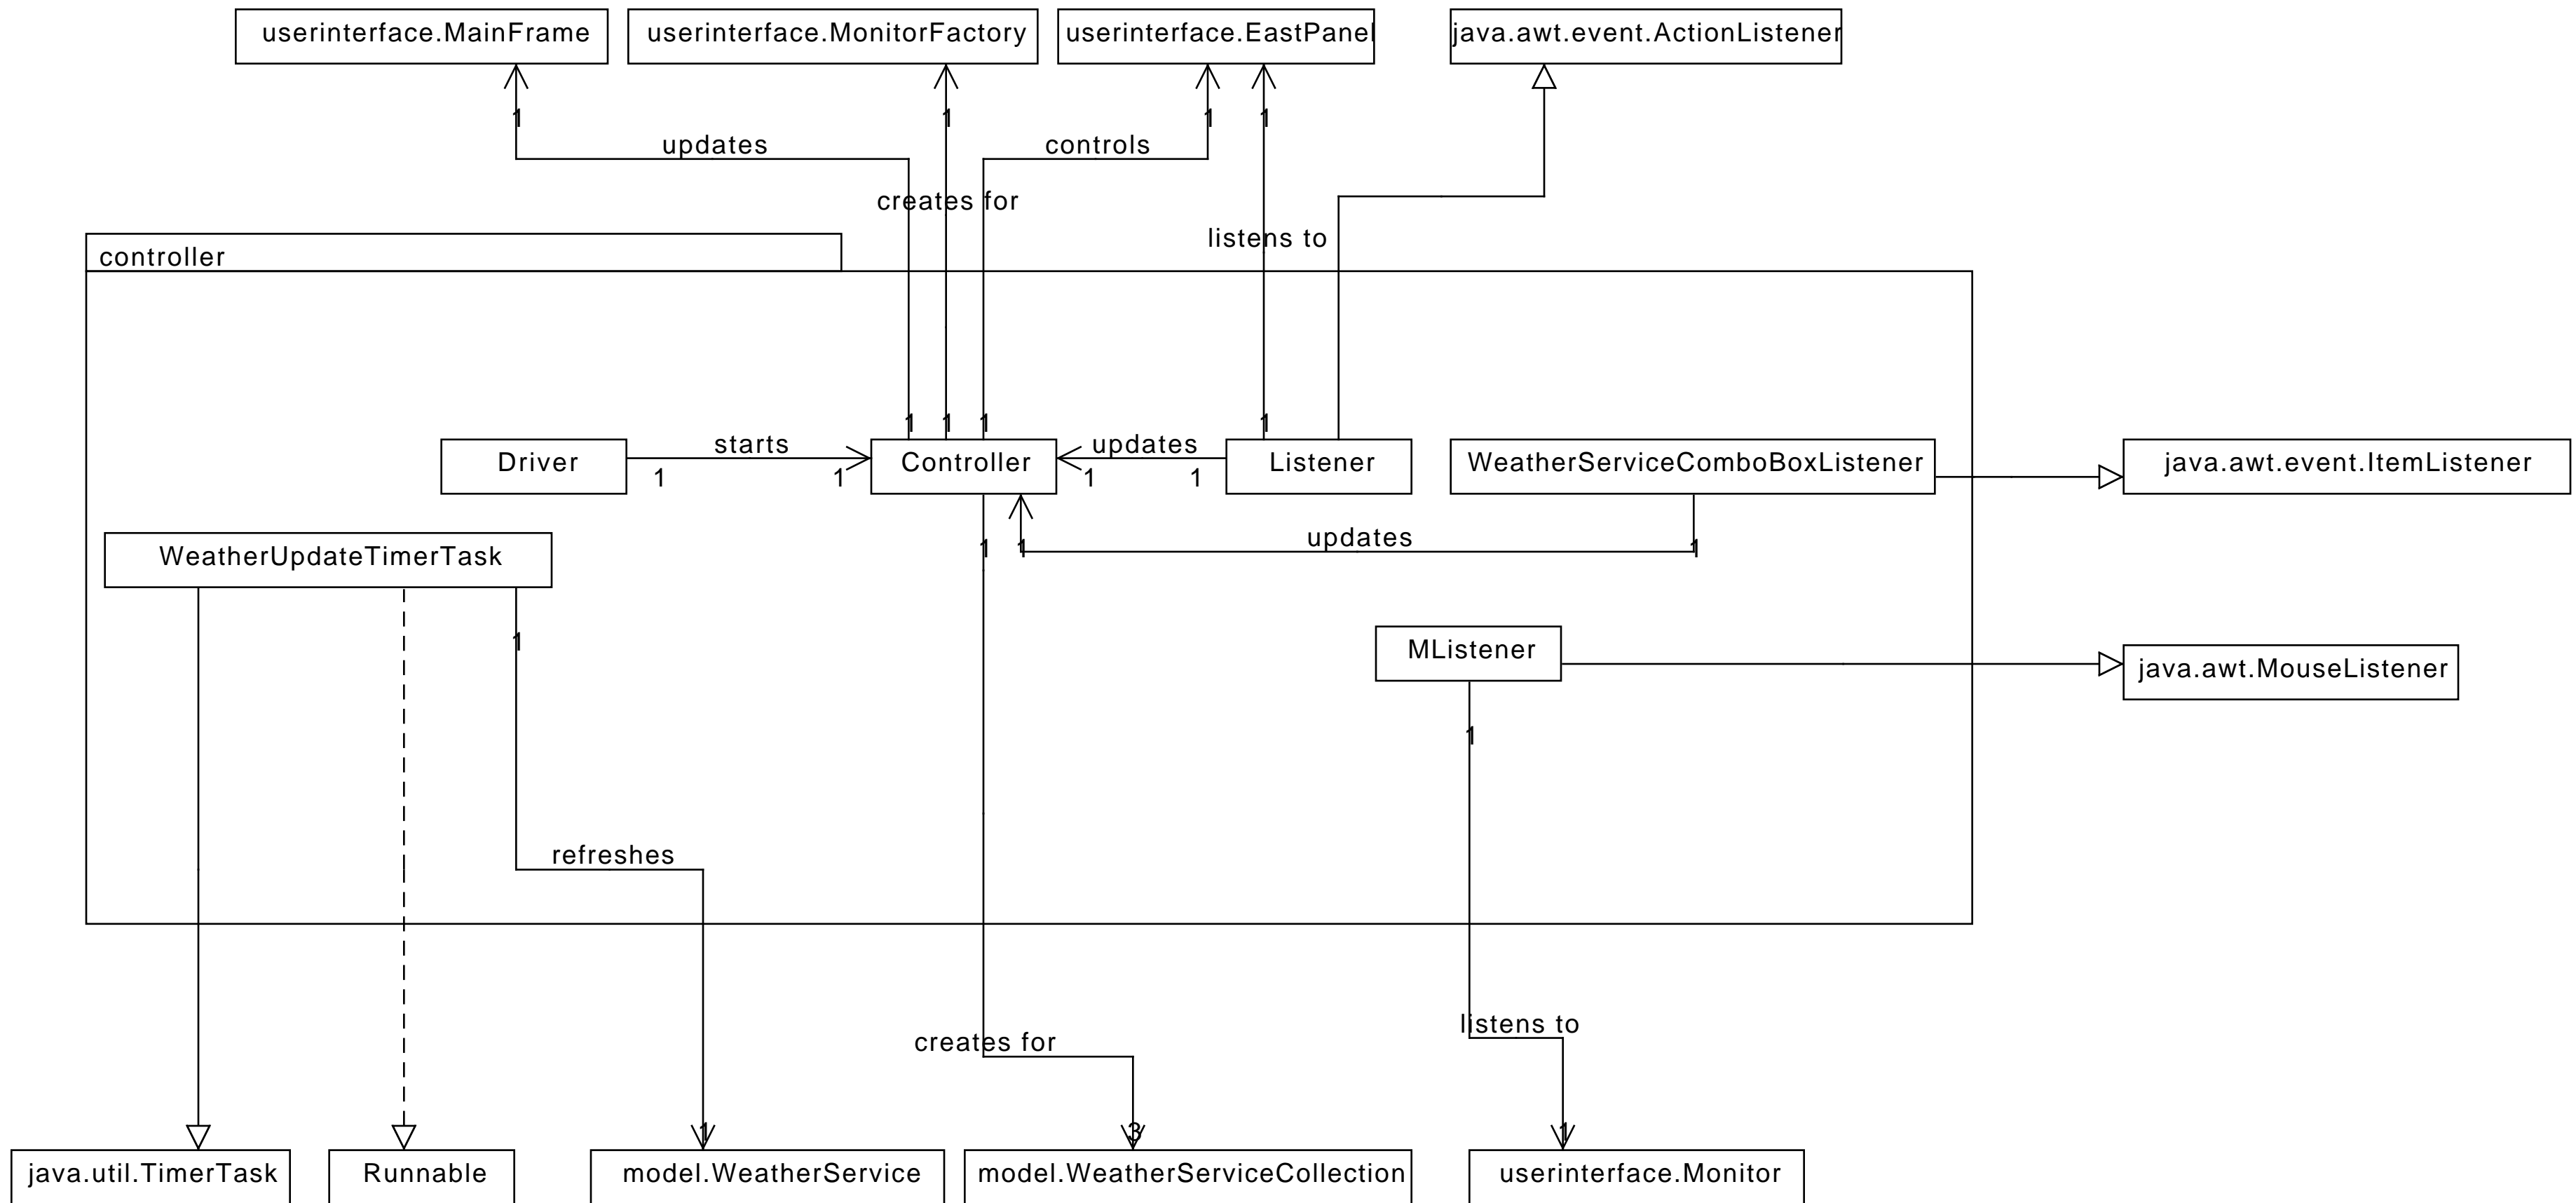 userinterface.MainFrame
userinterface.MonitorFactory
userinterface.EastPanel
java.awt.event.ActionListener
1
1
1
1
updates
controls
creates for
listens to
controller
1
1
1
1
Driver
starts
1
1
Controller
updates
1
1
Listener
WeatherServiceComboBoxListener
java.awt.event.ItemListener
updates
1
1
1
WeatherUpdateTimerTask
1
MListener
java.awt.MouseListener
1
refreshes
listens to
creates for
1
3
1
java.util.TimerTask
Runnable
model.WeatherService
model.WeatherServiceCollection
userinterface.Monitor